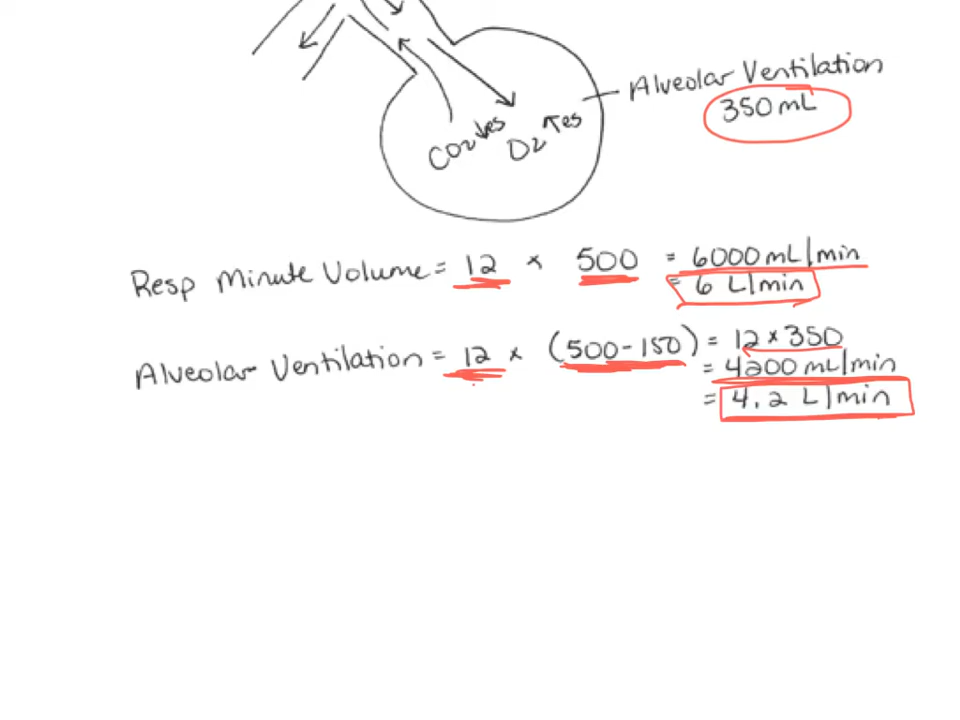 Alveolar Ventilation
350 mL
CO2 ↓es O2 ↑es
Resp Minute Volume = 12 × 500 = 6000 mL/min
= 6 L/min
Alveolar Ventilation = 12 × (500-150) = 12 × 350
= 4200 mL/min
= 4.2 L/min